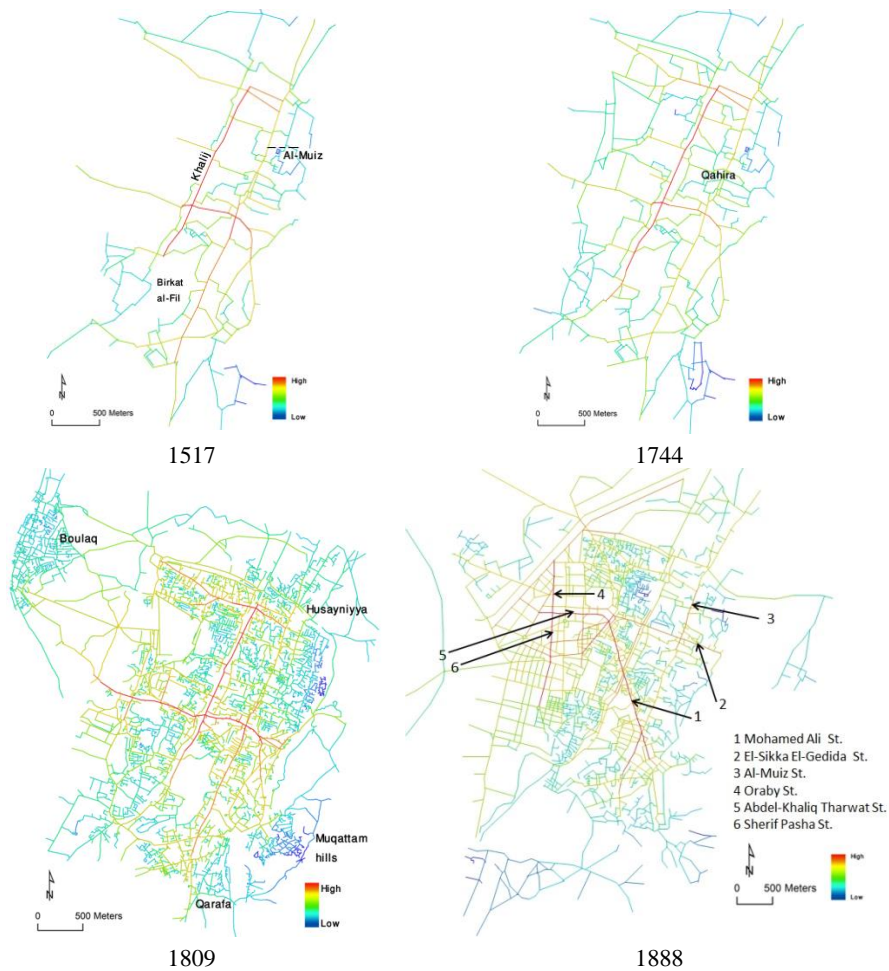 Khalij
Al-Muiz
Birkat
al-Fil
N
0 500 Meters
High
Low
1517
Qahira
N
0 500 Meters
High
Low
1744
Boulaq
Husayniyya
Muqattam
hills
Qarafa
N
0 500 Meters
High
Low
1809
4
3
5
6
2
1
1 Mohamed Ali St.
2 El-Sikka El-Gedida St.
3 Al-Muiz St.
4 Oraby St.
5 Abdel-Khaliq Tharwat St.
6 Sherif Pasha St.
N
0 500 Meters
High
Low
1888